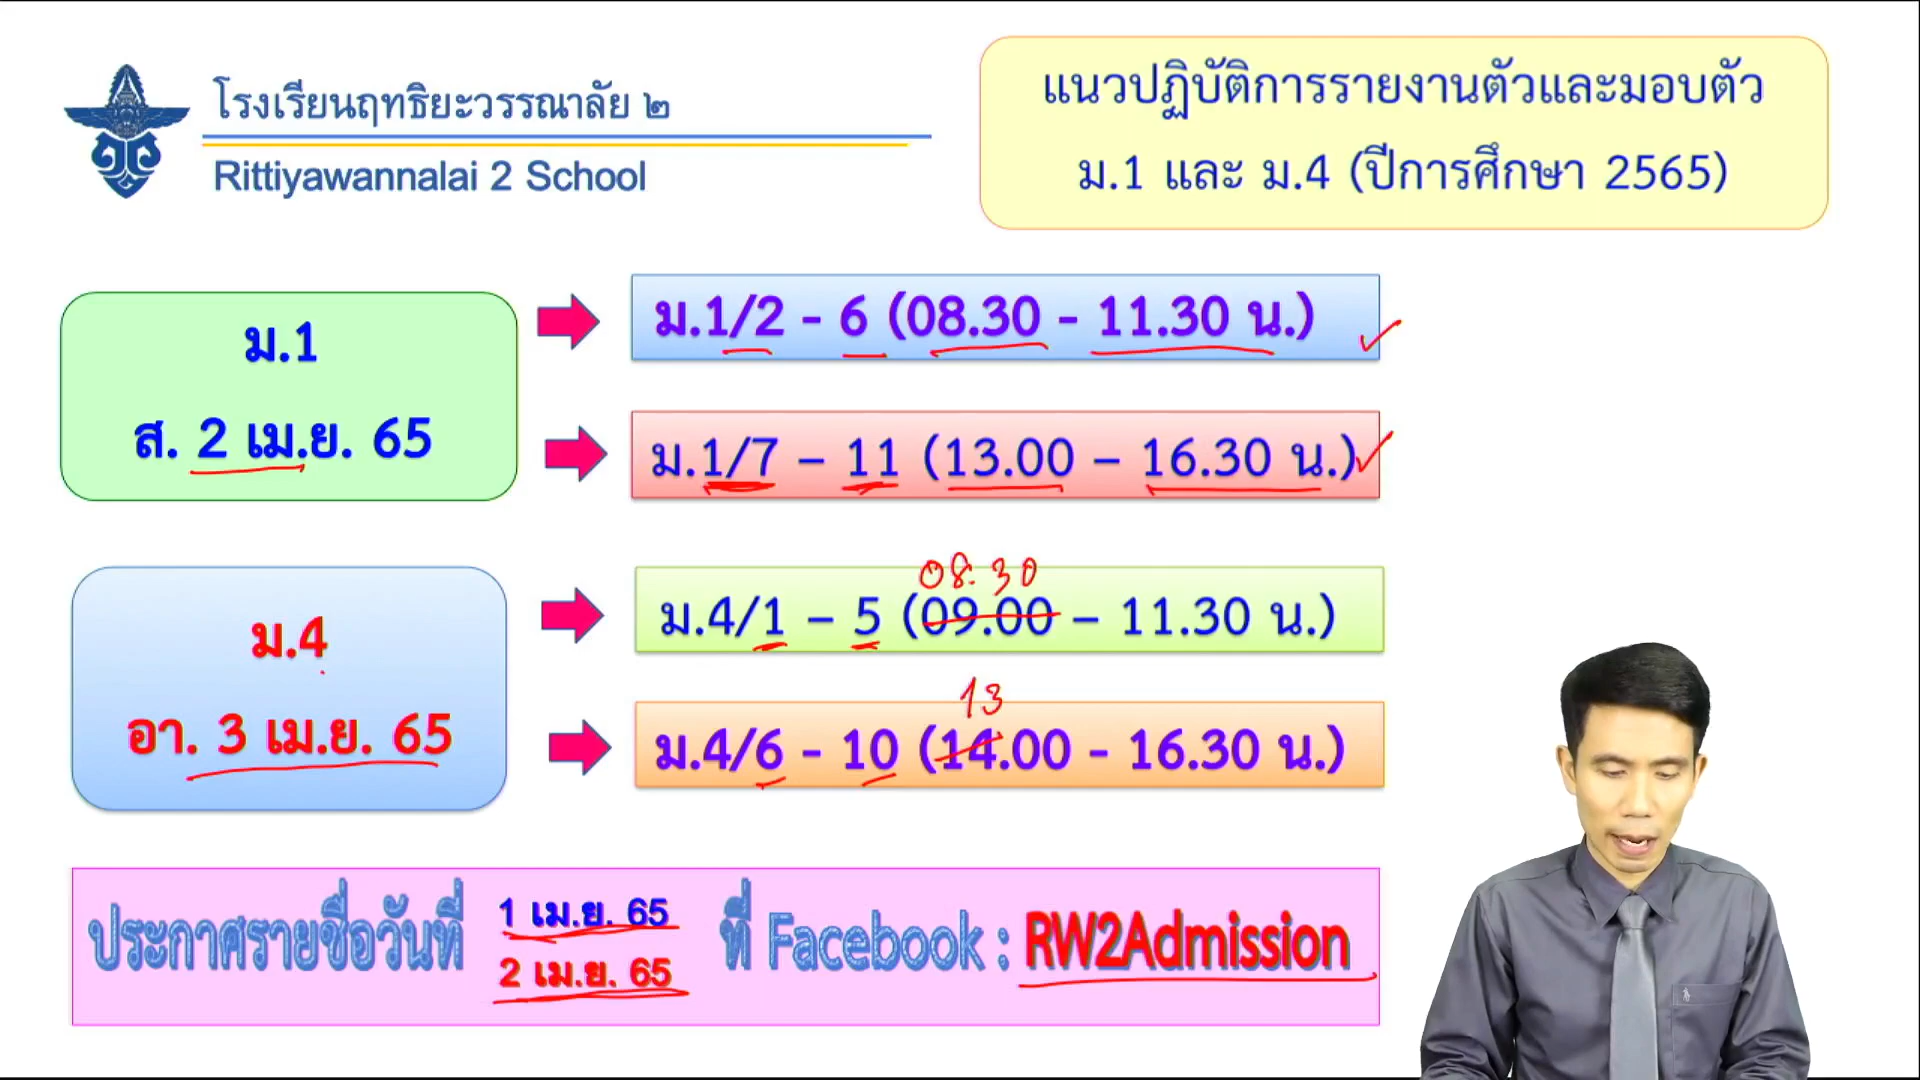 โรงเรียนฤทธิยะวรรณาลัย ๒
Rittiyawannalai 2 School
แนวปฏิบัติการรายงานตัวและมอบตัว
ม.1 และ ม.4 (ปีการศึกษา 2565)
ม.1
ส. 2 เม.ย. 65
ม.1/2 - 6 (08.30 - 11.30 น.)
ม.1/7 – 11 (13.00 – 16.30 น.)
ม.4
อา. 3 เม.ย. 65
08.30
ม.4/1 – 5 (09.00 – 11.30 น.)
13
ม.4/6 - 10 (14.00 - 16.30 น.)
ประกาศรายชื่อวันที่
1 เม.ย. 65
2 เม.ย. 65
ที่ Facebook : RW2Admission